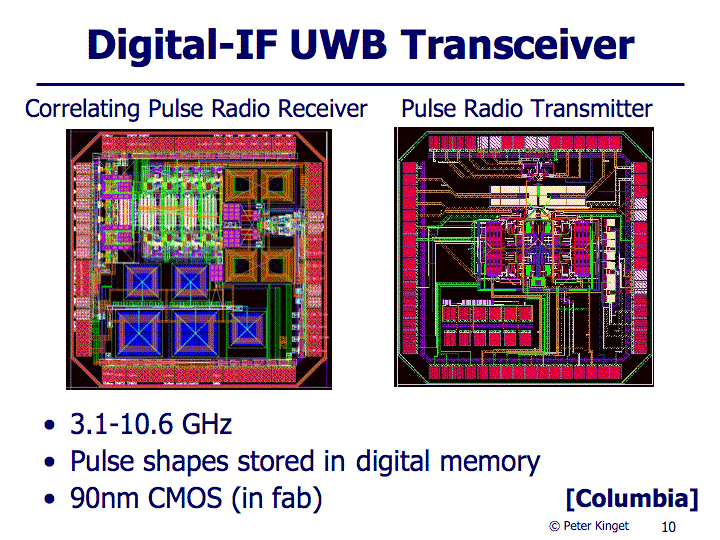 Digital-IF UWB Transceiver
Correlating Pulse Radio Receiver
Pulse Radio Transmitter
• 3.1-10.6 GHz
• Pulse shapes stored in digital memory
• 90nm CMOS (in fab)
[Columbia]
© Peter Kinget
10